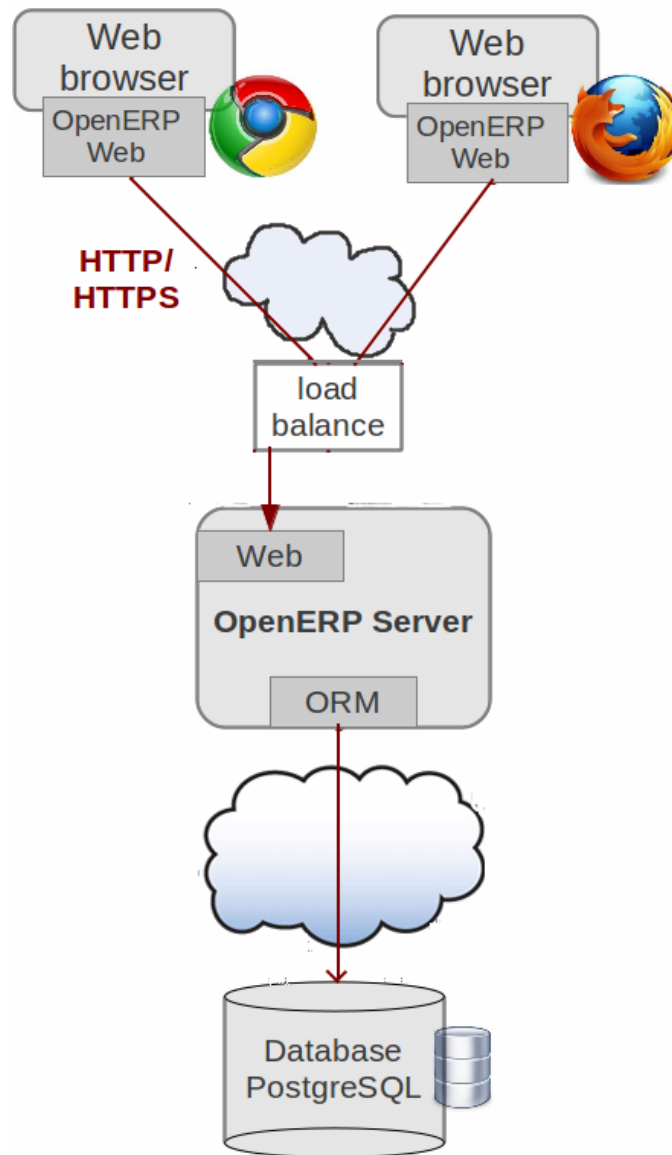 Web
browser
OpenERP
Web
Web
browser
OpenERP
Web
HTTP/
HTTPS
load
balance
Web
OpenERP Server
ORM
Database
PostgreSQL